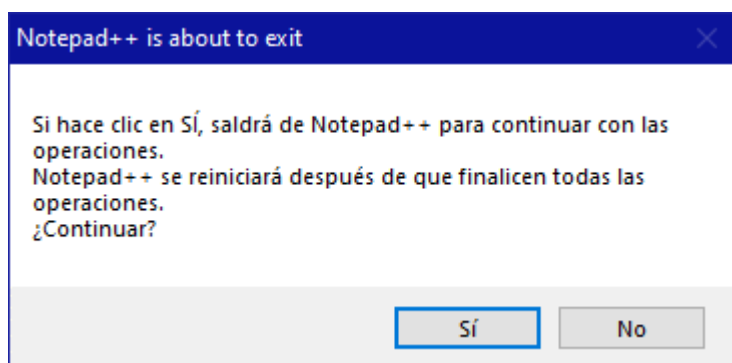 Notepad++ is about to exit
Si hace clic en SÍ, saldrá de Notepad++ para continuar con las
operaciones.
Notepad++ se reiniciará después de que finalicen todas las
operaciones.
¿Continuar?
Sí
No